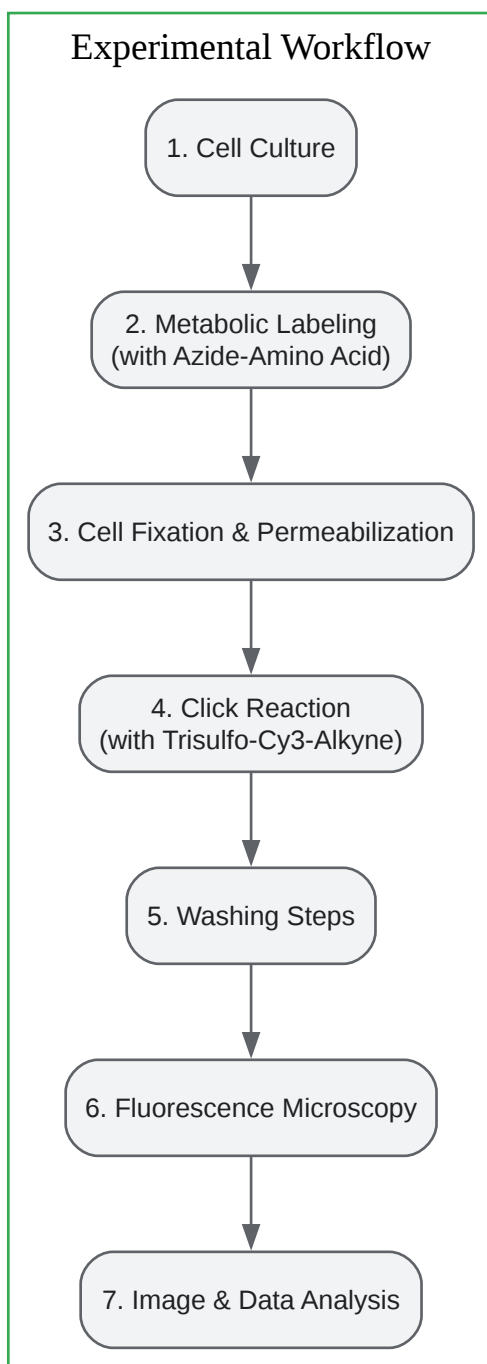 Experimental Workflow
1. Cell Culture
2. Metabolic Labeling
(with Azide-Amino Acid)
3. Cell Fixation & Permeabilization
4. Click Reaction
(with Trisulfo-Cy3-Alkyne)
5. Washing Steps
6. Fluorescence Microscopy
7. Image & Data Analysis